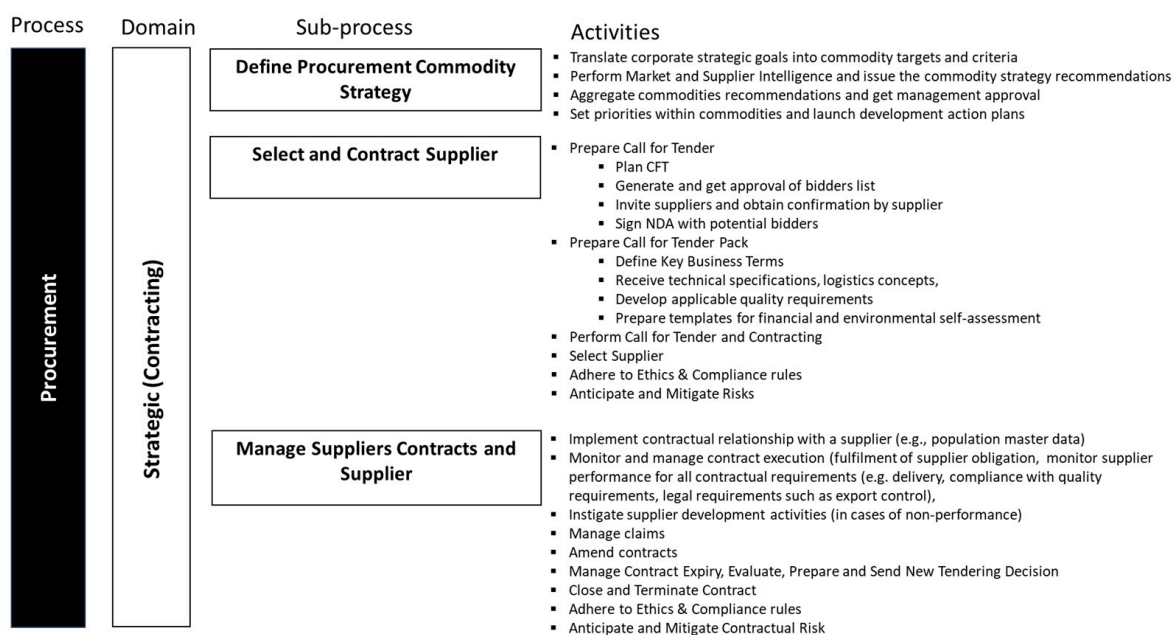 Process
Domain
Sub-process
Activities
Procurement
Strategic (Contracting)
Define Procurement Commodity
Strategy
▪ Translate corporate strategic goals into commodity targets and criteria
▪ Perform Market and Supplier Intelligence and issue the commodity strategy recommendations
▪ Aggregate commodities recommendations and get management approval
▪ Set priorities within commodities and launch development action plans
Select and Contract Supplier
▪ Prepare Call for Tender
▪ Plan CFT
▪ Generate and get approval of bidders list
▪ Invite suppliers and obtain confirmation by supplier
▪ Sign NDA with potential bidders
▪ Prepare Call for Tender Pack
▪ Define Key Business Terms
▪ Receive technical specifications, logistics concepts,
▪ Develop applicable quality requirements
▪ Prepare templates for financial and environmental self-assessment
▪ Perform Call for Tender and Contracting
▪ Select Supplier
▪ Adhere to Ethics & Compliance rules
▪ Anticipate and Mitigate Risks
Manage Suppliers Contracts and
Supplier
▪ Implement contractual relationship with a supplier (e.g., population master data)
▪ Monitor and manage contract execution (fulfilment of supplier obligation, monitor supplier
performance for all contractual requirements (e.g. delivery, compliance with quality
requirements, legal requirements such as export control),
▪ Instigate supplier development activities (in cases of non-performance)
▪ Manage claims
▪ Amend contracts
▪ Manage Contract Expiry, Evaluate, Prepare and Send New Tendering Decision
▪ Close and Terminate Contract
▪ Adhere to Ethics & Compliance rules
▪ Anticipate and Mitigate Contractual Risk